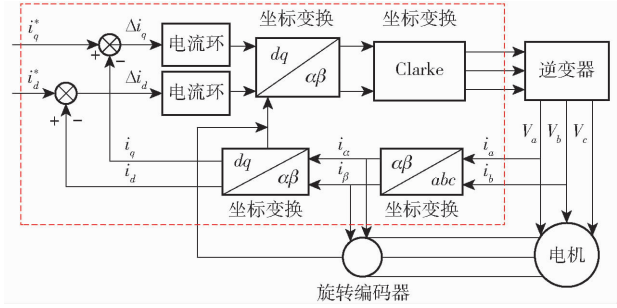 坐标变换 坐标变换
i*q Δiq 电流环 dq αβ Clarke 逆变器
+ −
i*d Δid 电流环
+ −
Va Vb Vc
iq dq αβ iα αβ abc ia
id iβ ib
坐标变换 坐标变换
电机
旋转编码器